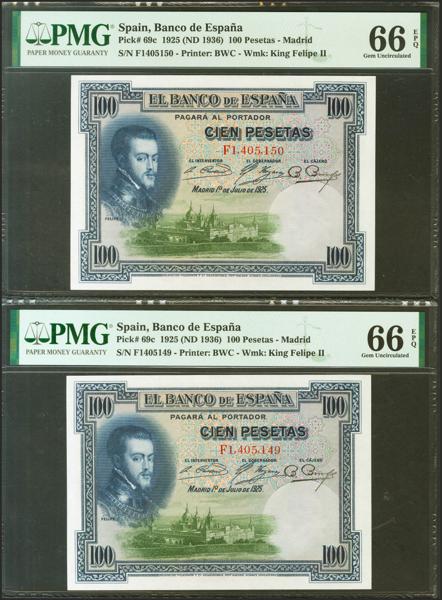 PMG
PAPER MONEY GUARANTY
Spain, Banco de España
Pick# 69c 1925 (ND 1936) 100 Pesetas - Madrid
S/N F1405150 - Printer: BWC - Wmk: King Felipe II
66 EPQ
Gem Uncirculated
100 100
EL BANCO DE ESPAÑA
PAGARÁ AL PORTADOR
CIEN PESETAS
F1,405,150
EL INTERVENTOR EL GOBERNADOR EL CAJERO
MADRID 1º DE JULIO DE 1925.
FELIPE
100 100
PMG
PAPER MONEY GUARANTY
Spain, Banco de España
Pick# 69c 1925 (ND 1936) 100 Pesetas - Madrid
S/N F1405149 - Printer: BWC - Wmk: King Felipe II
66 EPQ
Gem Uncirculated
100 100
EL BANCO DE ESPAÑA
PAGARÁ AL PORTADOR
CIEN PESETAS
F1,405,149
EL INTERVENTOR EL GOBERNADOR EL CAJERO
MADRID 1º DE JULIO DE 1925.
FELIPE
100 100